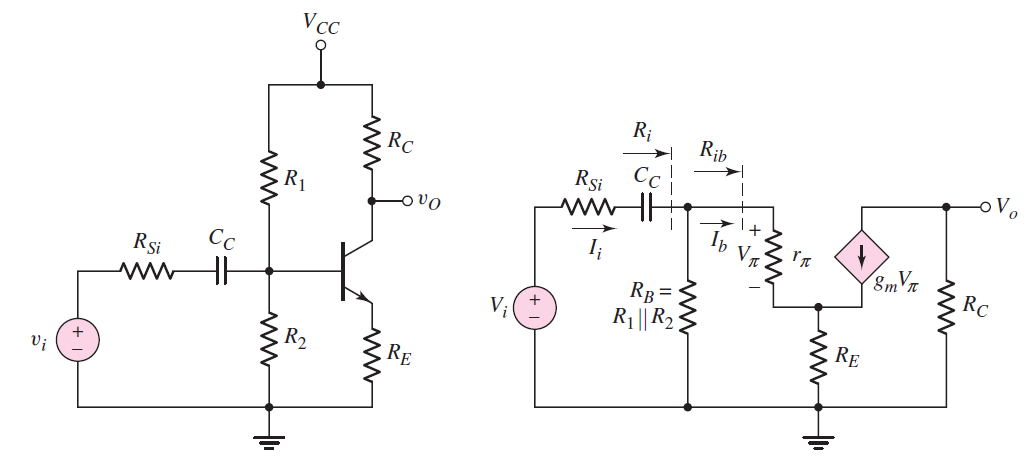 V_CC
R_C
R_1
v_O
R_Si
C_C
R_2
v_i
+
−
R_E
R_i
R_ib
R_Si
C_C
V_o
I_i
I_b
+
V_π
−
r_π
g_mV_π
V_i
+
−
R_B =
R_1 || R_2
R_C
R_E